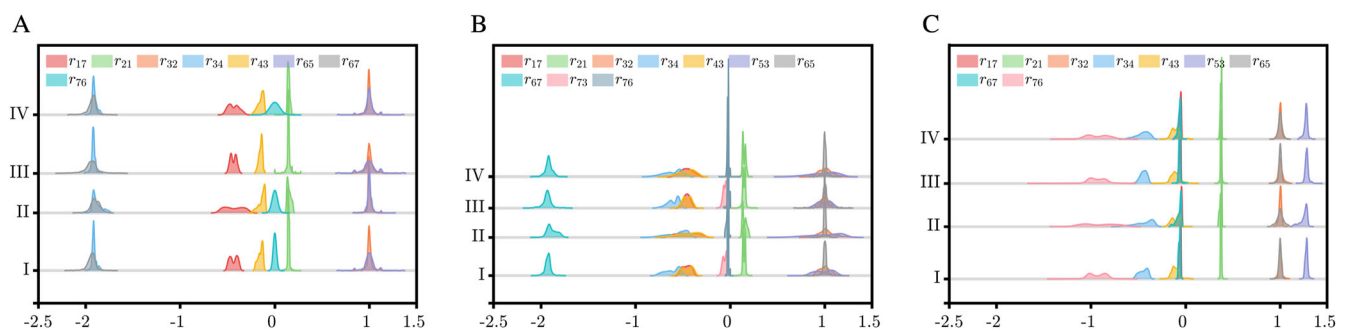 A
r17 r21 r32 r34 r43 r65 r67
r76
IV
III
II
I
-2.5 -2 -1 0 1 1.5
B
r17 r21 r32 r34 r43 r53 r65
r67 r73 r76
IV
III
II
I
-2.5 -2 -1 0 1 1.5
C
r17 r21 r32 r34 r43 r53 r65
r67 r76
IV
III
II
I
-2.5 -2 -1 0 1 1.5